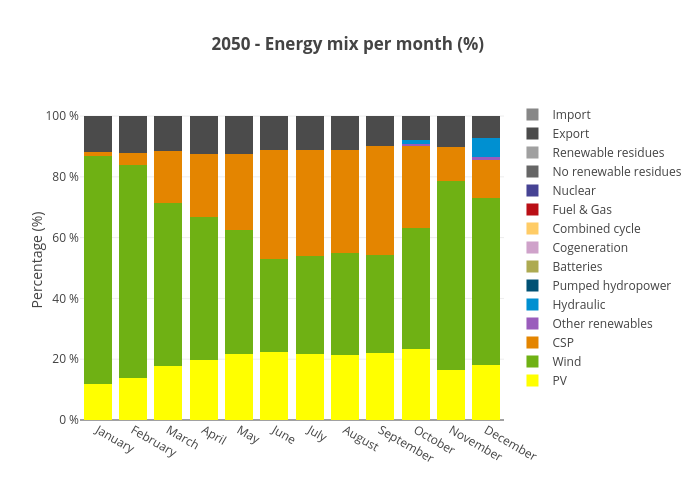 2050 - Energy mix per month (%)
Percentage (%)
100 %
80 %
60 %
40 %
20 %
0 %
January
February
March
April
May
June
July
August
September
October
November
December
Import
Export
Renewable residues
No renewable residues
Nuclear
Fuel & Gas
Combined cycle
Cogeneration
Batteries
Pumped hydropower
Hydraulic
Other renewables
CSP
Wind
PV